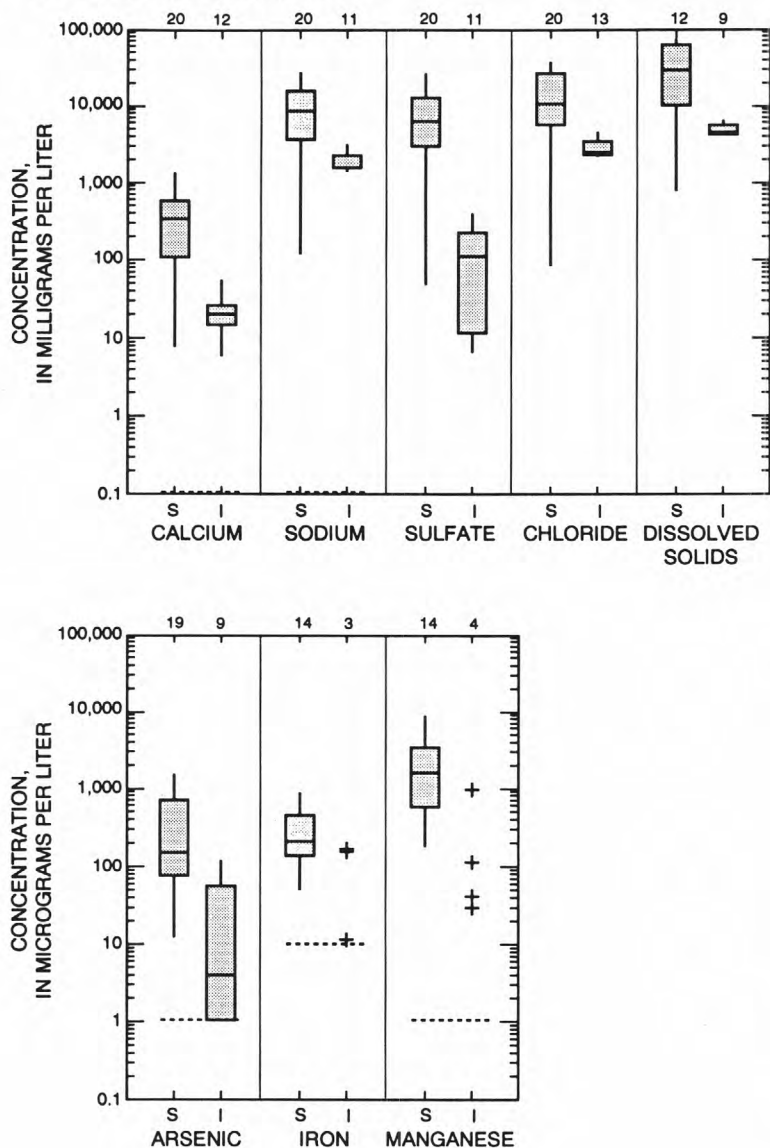 20 12 20 11 20 11 20 13 12 9
CONCENTRATION,
IN MILLIGRAMS PER LITER
100,000
10,000
1,000
100
10
1
0.1
S I S I S I S I S I
CALCIUM SODIUM SULFATE CHLORIDE DISSOLVED
SOLIDS
19 9 14 3 14 4
CONCENTRATION,
IN MICROGRAMS PER LITER
100,000
10,000
1,000
100
10
1
0.1
S I S I S I
ARSENIC IRON MANGANESE